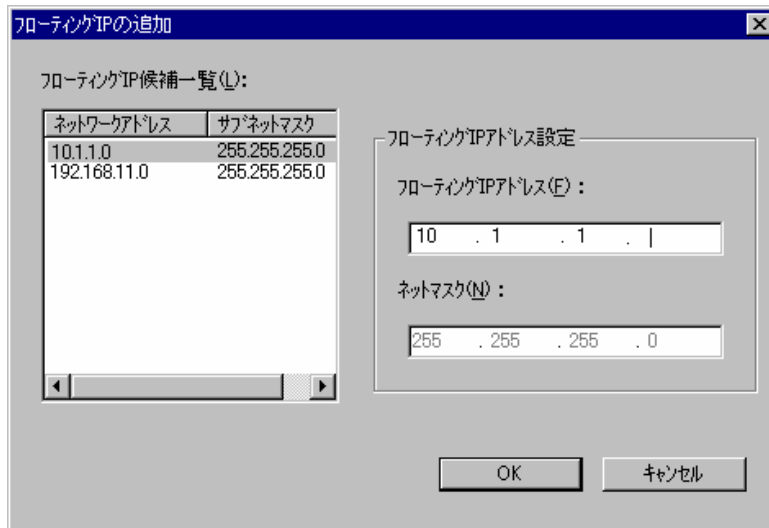 フローティングIPの追加
フローティングIP候補一覧(L):
ネットワークアドレス サブネットマスク
10.1.1.0 255.255.255.0
192.168.11.0 255.255.255.0
フローティングIPアドレス設定
フローティングIPアドレス(F):
10 . 1 . 1 .
ネットマスク(N):
255 . 255 . 255 . 0
OK キャンセル